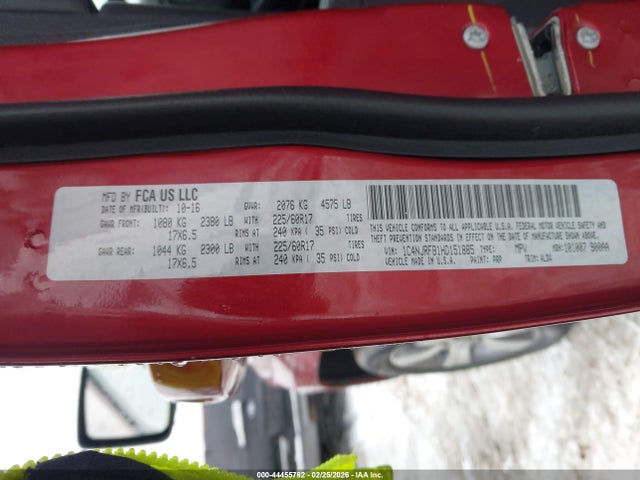 MFD BY FCA US LLC
MFD DATE(BUILT): 10-16 GVWR: 2076 KG 4575 LB
GAWR FRONT: 1080 KG 2380 LB WITH 225/60R17 TIRES
17X6.5 RIMS AT 240 KPA ( 35 PSI) COLD
GAWR REAR: 1044 KG 2300 LB WITH 225/60R17 TIRES
17X6.5 RIMS AT 240 KPA ( 35 PSI) COLD
THIS VEHICLE CONFORMS TO ALL APPLICABLE U.S.A. FEDERAL MOTOR VEHICLE SAFETY
AND THEFT PREVENTION STANDARDS IN EFFECT ON THE DATE OF MANUFACTURE SHOWN ABOVE
TYPE: MPV
VEHICLE MADE IN U.S.A. PAINT: PRP TRIM: ALDA
000-44455782 - 02/25/2026 - IAA Inc.